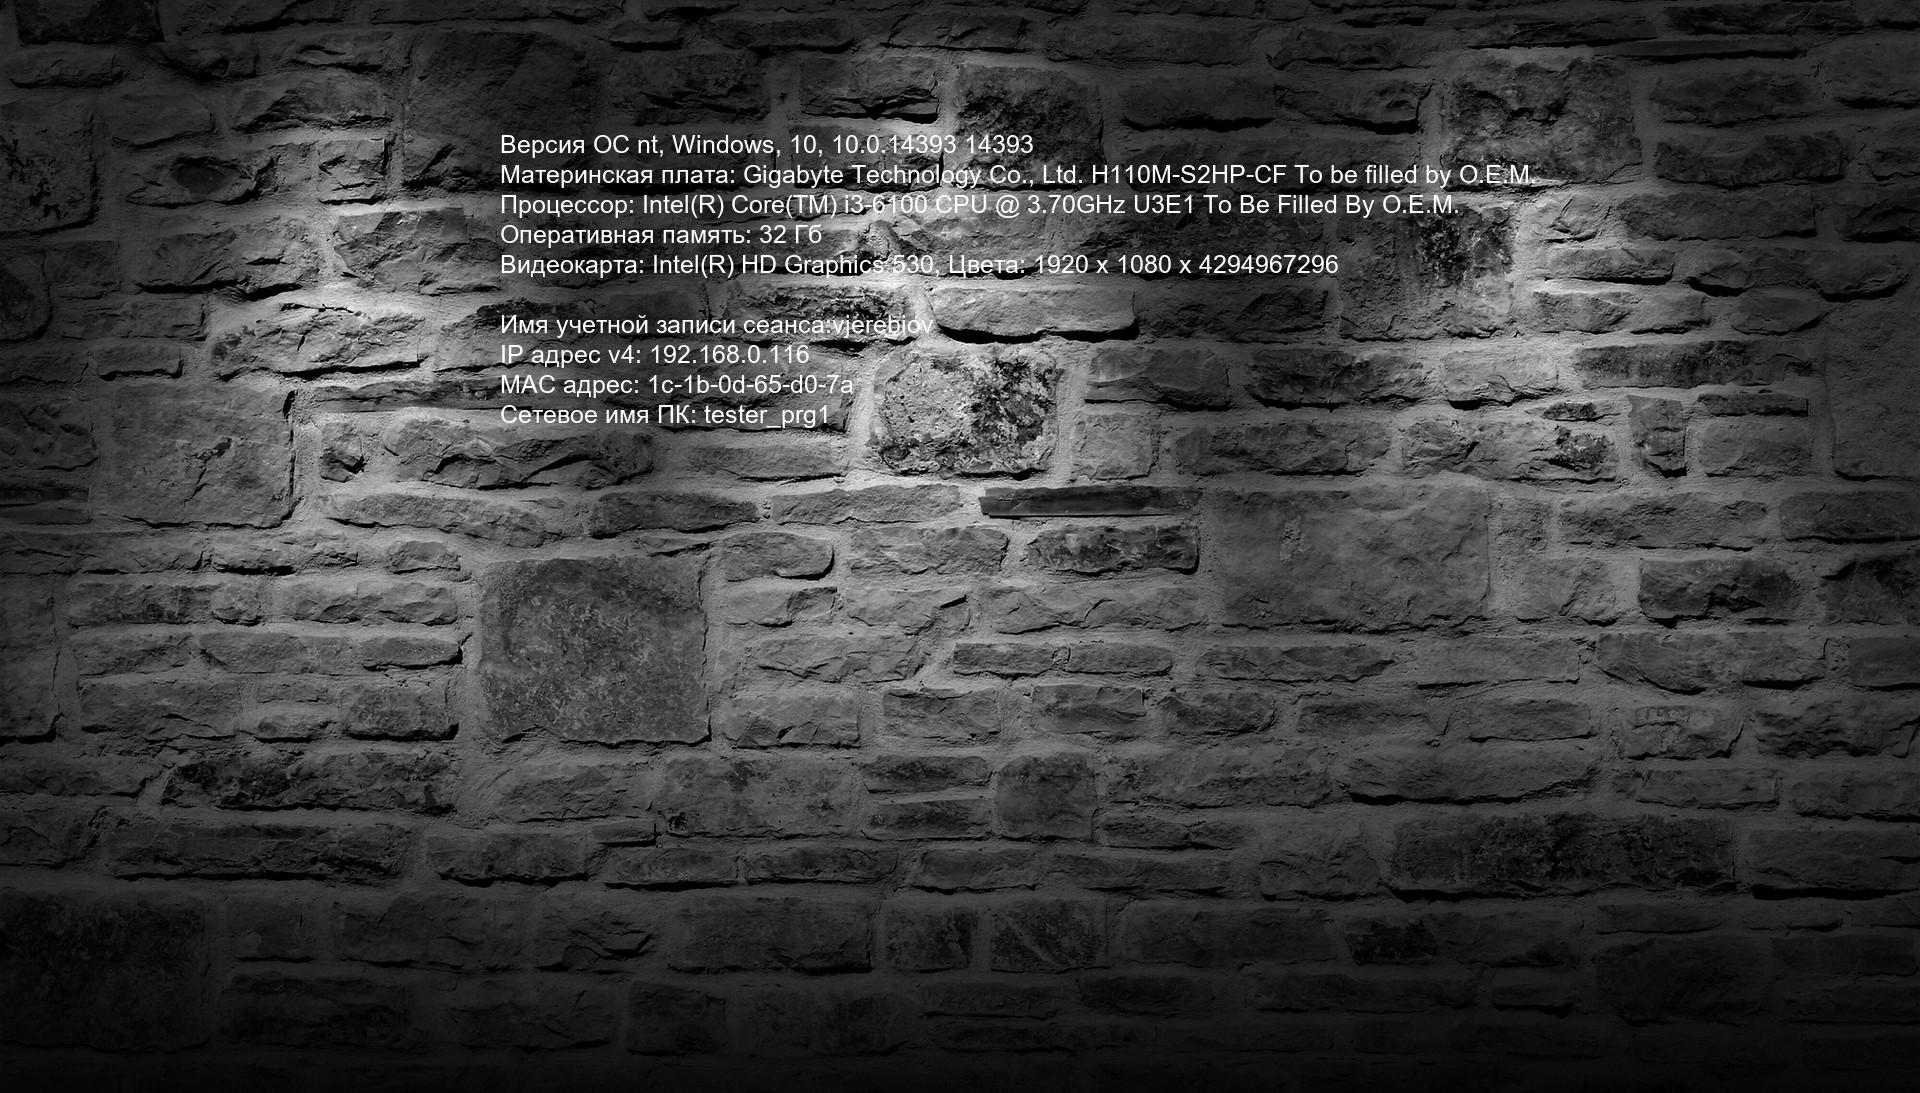 Версия ОС nt, Windows, 10, 10.0.14393 14393
Материнская плата: Gigabyte Technology Co., Ltd. H110M-S2HP-CF To be filled by O.E.M.
Процессор: Intel(R) Core(TM) i3-6100 CPU @ 3.70GHz U3E1 To Be Filled By O.E.M.
Оперативная память: 32 Гб
Видеокарта: Intel(R) HD Graphics 530, Цвета: 1920 x 1080 x 4294967296
Имя учетной записи сеанса:vjerebjov
IP адрес v4: 192.168.0.116
MAC адрес: 1c-1b-0d-65-d0-7a
Сетевое имя ПК: tester_prg1